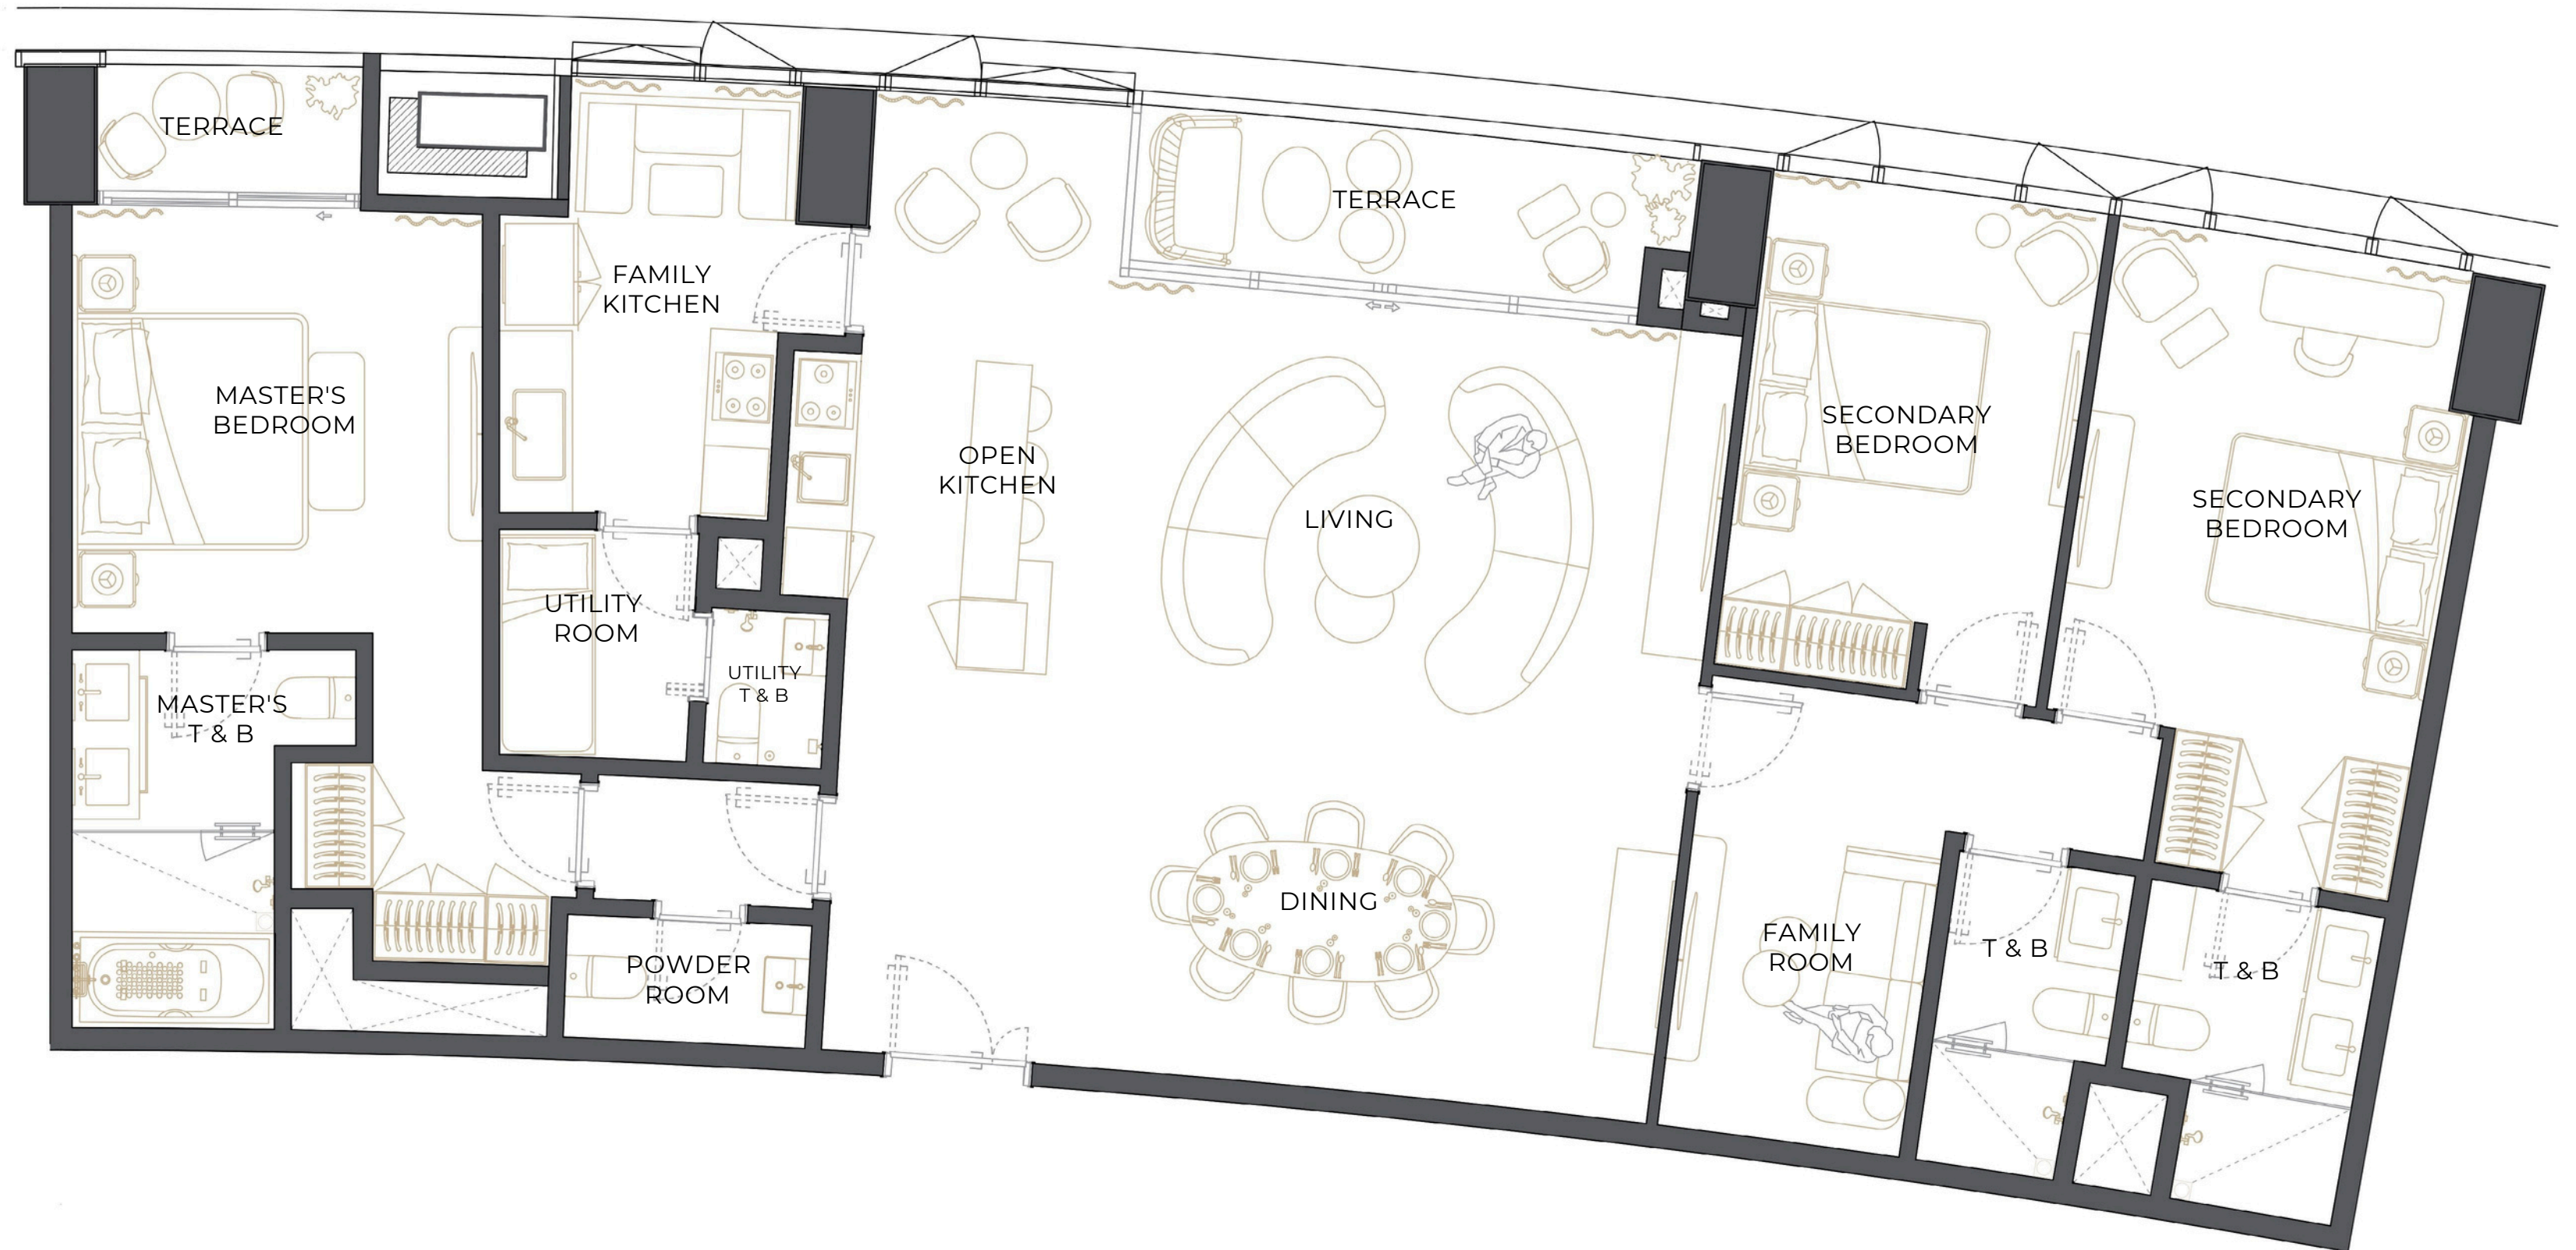 TERRACE
FAMILY
KITCHEN
TERRACE
MASTER'S
BEDROOM
OPEN
KITCHEN
LIVING
SECONDARY
BEDROOM
SECONDARY
BEDROOM
UTILITY
ROOM
UTILITY
T & B
MASTER'S
T & B
POWDER
ROOM
DINING
FAMILY
ROOM
T & B
T & B